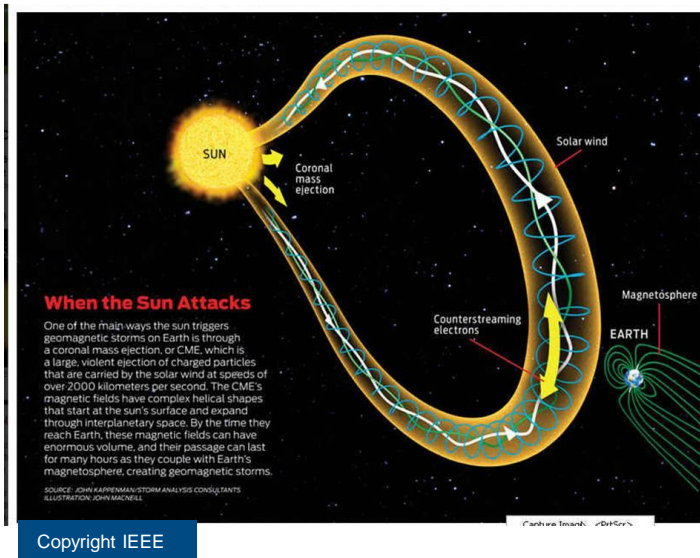 SUN
Coronal
mass
ejection
Solar wind
Magnetosphere
Counterstreaming
electrons
EARTH
When the Sun Attacks
One of the main ways the sun triggers
geomagnetic storms on Earth is through
a coronal mass ejection, or CME, which is
a large, violent ejection of charged particles
that are carried by the solar wind at speeds of
over 2000 kilometers per second. The CME's
magnetic fields have complex helical shapes
that start at the sun's surface and expand
through interplanetary space. By the time they
reach Earth, these magnetic fields can have
enormous volume, and their passage can last
for many hours as they couple with Earth's
magnetosphere, creating geomagnetic storms.
SOURCE: JOHN KAPPENMAN/STORM ANALYSIS CONSULTANTS
ILLUSTRATION: JOHN MACNEILL
Capture <PrtScr>
Copyright IEEE